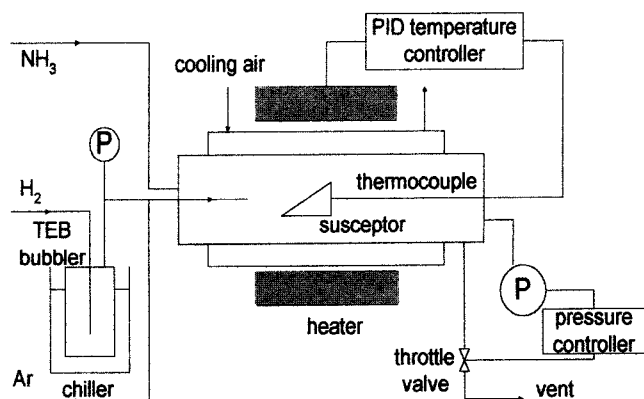 PID temperature
controller
NH₃
cooling air
P
thermocouple
H₂
TEB
bubbler
susceptor
P
pressure
controller
heater
throttle
valve
Ar
chiller
vent